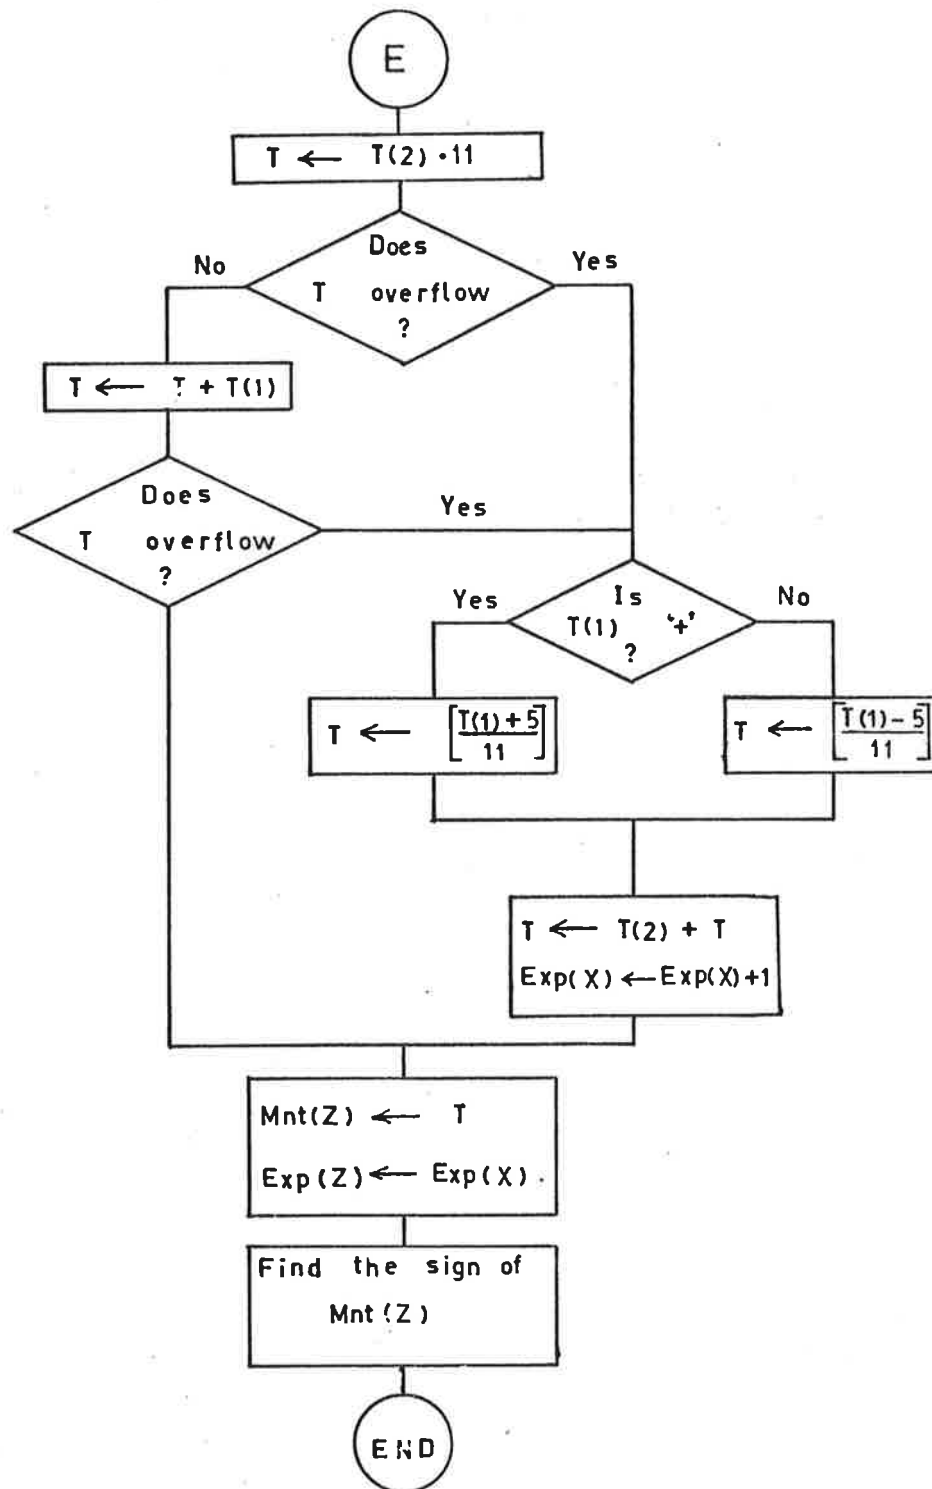 E
T ← T(2) • 11
Does
T overflow
?
No
Yes
T ← T + T(1)
Does
T overflow
?
Yes
Is
T(1) '+'
?
Yes
No
T ← [T(1) + 5 / 11]
T ← [T(1) - 5 / 11]
T ← T(2) + T
Exp(X) ← Exp(X) + 1
Mnt(Z) ← T
Exp(Z) ← Exp(X).
Find the sign of
Mnt(Z)
END